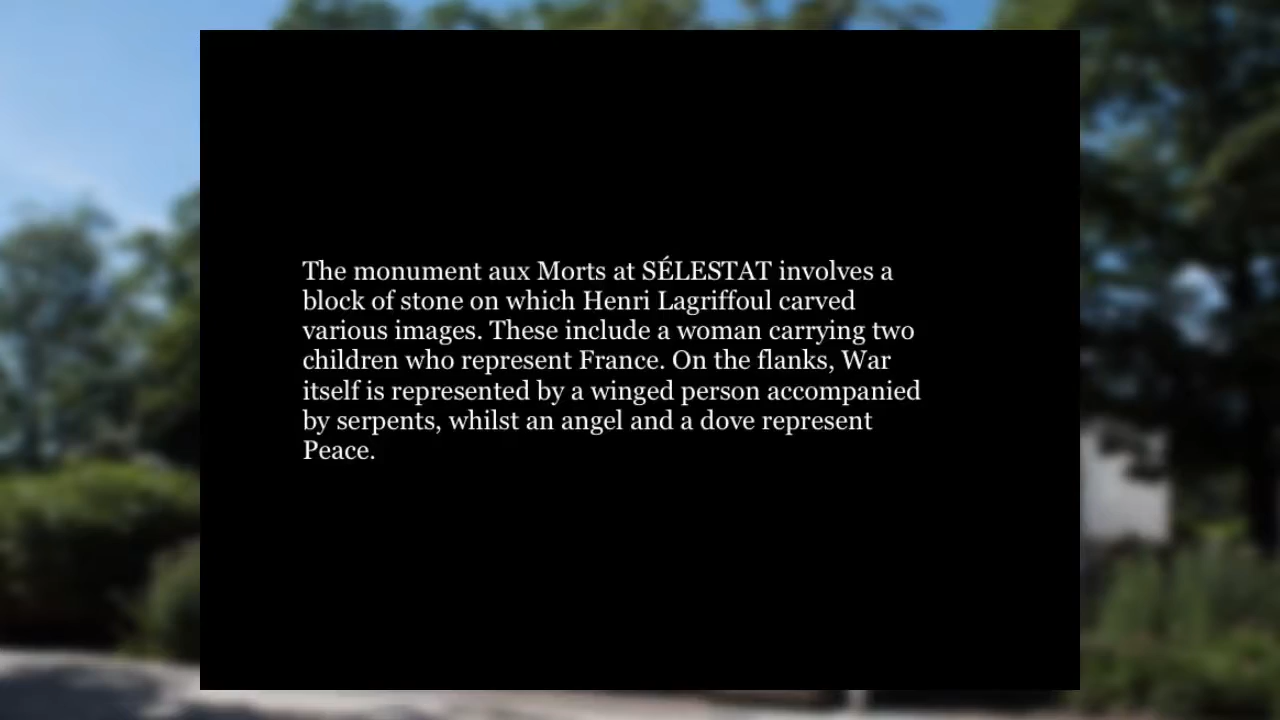 The monument aux Morts at SÉLESTAT involves a
block of stone on which Henri Lagriffoul carved
various images. These include a woman carrying two
children who represent France. On the flanks, War
itself is represented by a winged person accompanied
by serpents, whilst an angel and a dove represent
Peace.